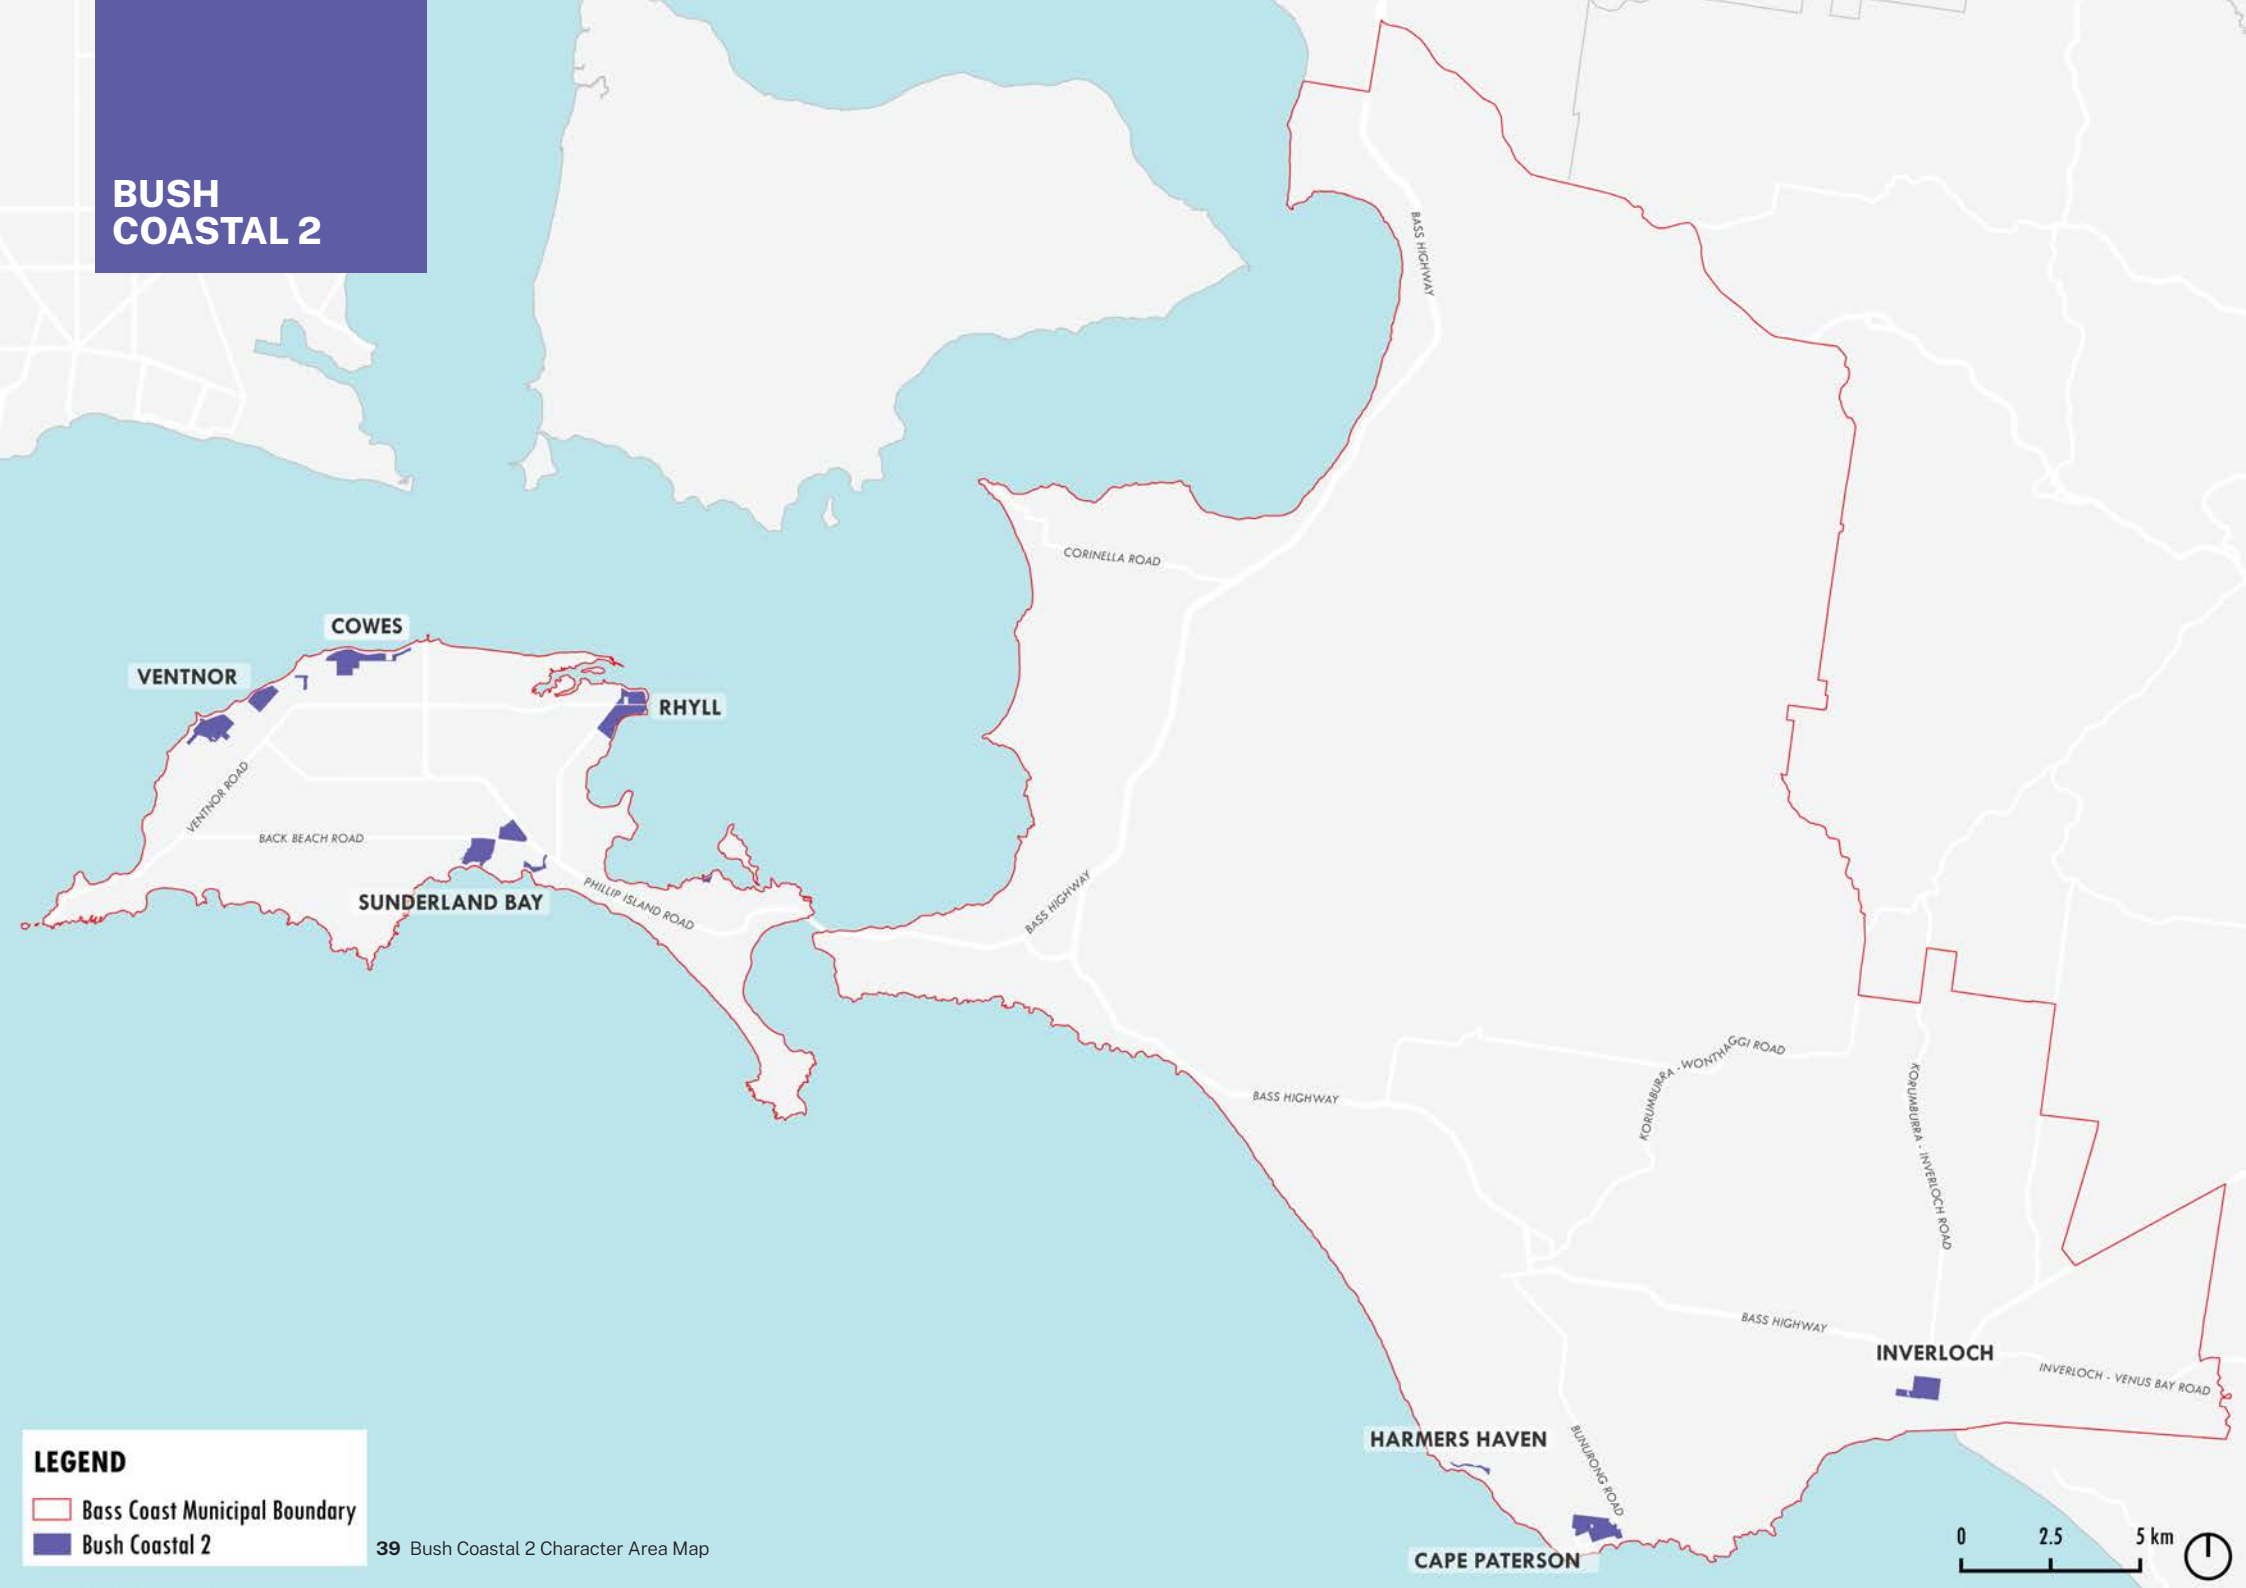 BUSH
COASTAL 2
BASS HIGHWAY
CORINELLA ROAD
COWES
VENTNOR
RHYLL
VENTNOR ROAD
BACK BEACH ROAD
SUNDERLAND BAY
PHILLIP ISLAND ROAD
BASS HIGHWAY
BASS HIGHWAY
KORUMBURRA - WONTHAGGI ROAD
KORUMBURRA - INVERLOCH ROAD
BASS HIGHWAY
INVERLOCH
INVERLOCH - VENUS BAY ROAD
HARMERS HAVEN
BUNURONG ROAD
CAPE PATERSON
LEGEND
Bass Coast Municipal Boundary
Bush Coastal 2
39 Bush Coastal 2 Character Area Map
0 2.5 5 km